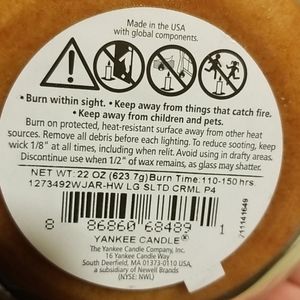 Made in the USA
with global components.
• Burn within sight. • Keep away from things that catch fire.
• Keep away from children and pets.
Burn on protected, heat-resistant surface away from other heat
sources. Remove all debris before each lighting. To reduce sooting, keep
wick 1/8" at all times, including when relit. Avoid using in drafty areas.
Discontinue use when 1/2" of wax remains, as glass may shatter.
NET WT: 22 OZ (623.7g) Burn Time: 110-150 hrs.
1273492WJAR-HW LG SLTD CRML P4
8 86860 68489 1
YANKEE CANDLE®
The Yankee Candle Company, Inc.
16 Yankee Candle Way
South Deerfield, MA 01373-0110 USA
a subsidiary of Newell Brands
(NYSE: NWL)
211141649